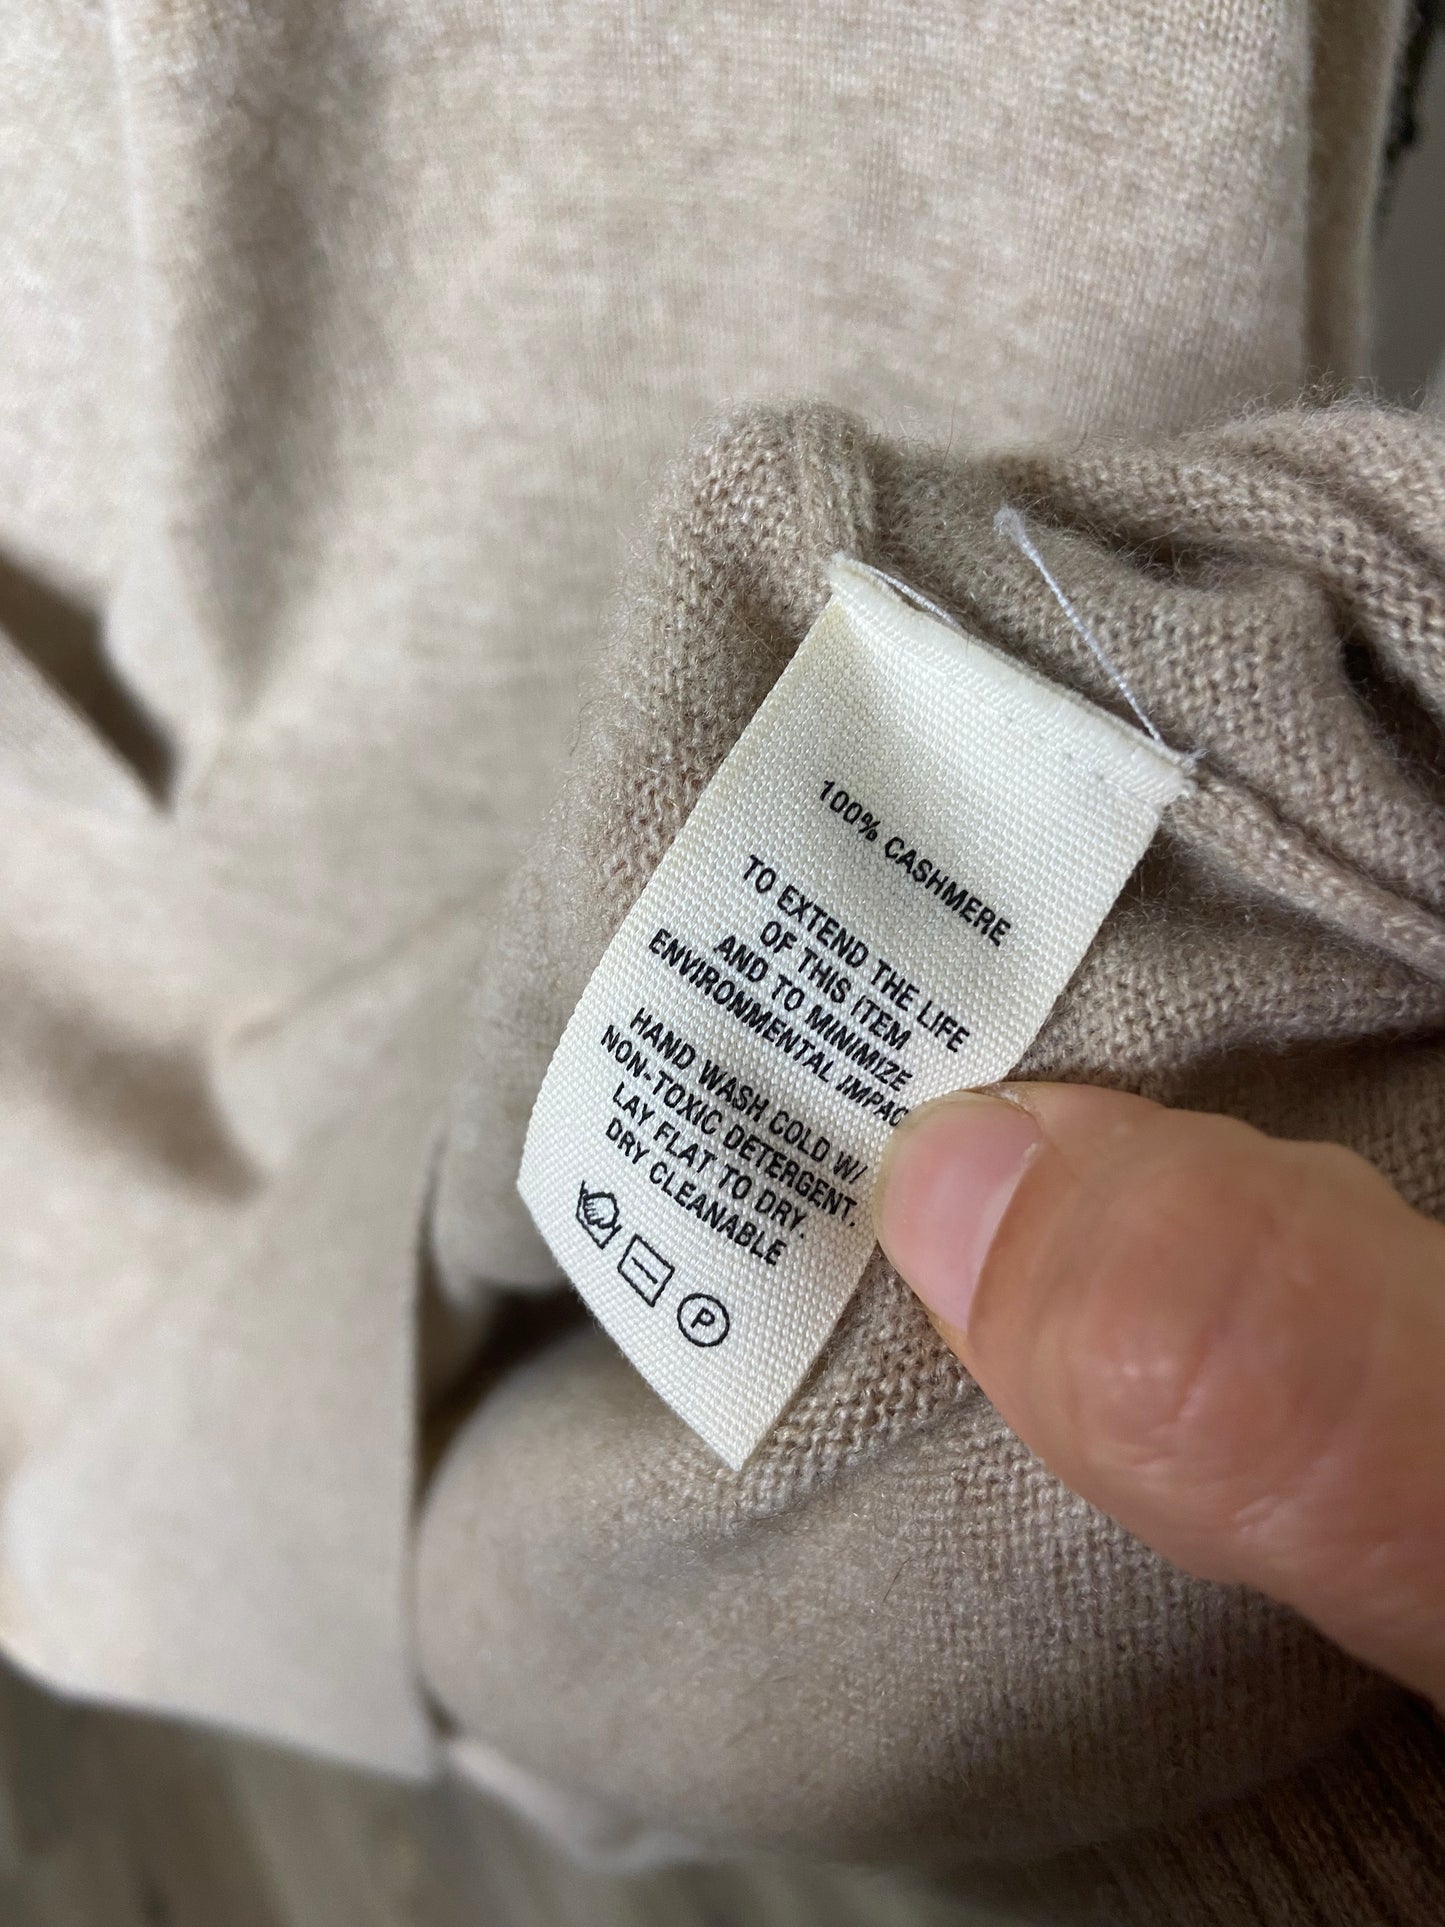 100% CASHMERE
TO EXTEND THE LIFE
OF THIS ITEM
AND TO MINIMIZE
ENVIRONMENTAL IMPAC
HAND WASH COLD W/
NON-TOXIC DETERGENT.
LAY FLAT TO DRY.
DRY CLEANABLE
P